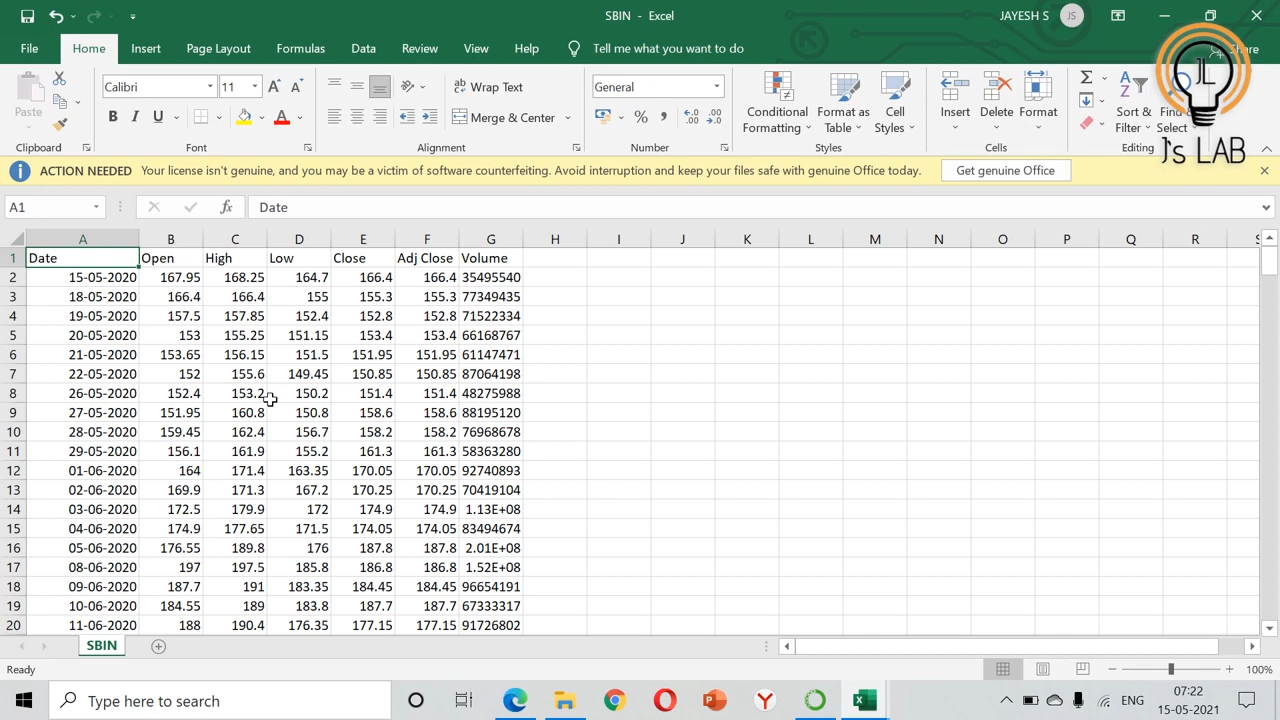 SBIN - Excel
JAYESH S
JS
File Home Insert Page Layout Formulas Data Review View Help Tell me what you want to do Share
Paste
Calibri 11
B I U
Wrap Text
Merge & Center
General
Conditional Formatting
Format as Table
Cell Styles
Insert Delete Format
Sort & Filter
Select
Clipboard Font Alignment Number Styles Cells Editing
JL
J's LAB
ACTION NEEDED Your license isn't genuine, and you may be a victim of software counterfeiting. Avoid interruption and keep your files safe with genuine Office today. Get genuine Office
A1 fx Date
A B C D E F G H I J K L M N O P Q R S
1 Date Open High Low Close Adj Close Volume
2 15-05-2020 167.95 168.25 164.7 166.4 166.4 35495540
3 18-05-2020 166.4 166.4 155 155.3 155.3 77349435
4 19-05-2020 157.5 157.85 152.4 152.8 152.8 71522334
5 20-05-2020 153 155.25 151.15 153.4 153.4 66168767
6 21-05-2020 153.65 156.15 151.5 151.95 151.95 61147471
7 22-05-2020 152 155.6 149.45 150.85 150.85 87064198
8 26-05-2020 152.4 153.2 150.2 151.4 151.4 48275988
9 27-05-2020 151.95 160.8 150.8 158.6 158.6 88195120
10 28-05-2020 159.45 162.4 156.7 158.2 158.2 76968678
11 29-05-2020 156.1 161.9 155.2 161.3 161.3 58363280
12 01-06-2020 164 171.4 163.35 170.05 170.05 92740893
13 02-06-2020 169.9 171.3 167.2 170.25 170.25 70419104
14 03-06-2020 172.5 179.9 172 174.9 174.9 1.13E+08
15 04-06-2020 174.9 177.65 171.5 174.05 174.05 83494674
16 05-06-2020 176.55 189.8 176 187.8 187.8 2.01E+08
17 08-06-2020 197 197.5 185.8 186.8 186.8 1.52E+08
18 09-06-2020 187.7 191 183.35 184.45 184.45 96654191
19 10-06-2020 184.55 189 183.8 187.7 187.7 67333317
20 11-06-2020 188 190.4 176.35 177.15 177.15 91726802
SBIN
Ready
100%
Type here to search
ENG
07:22
15-05-2021